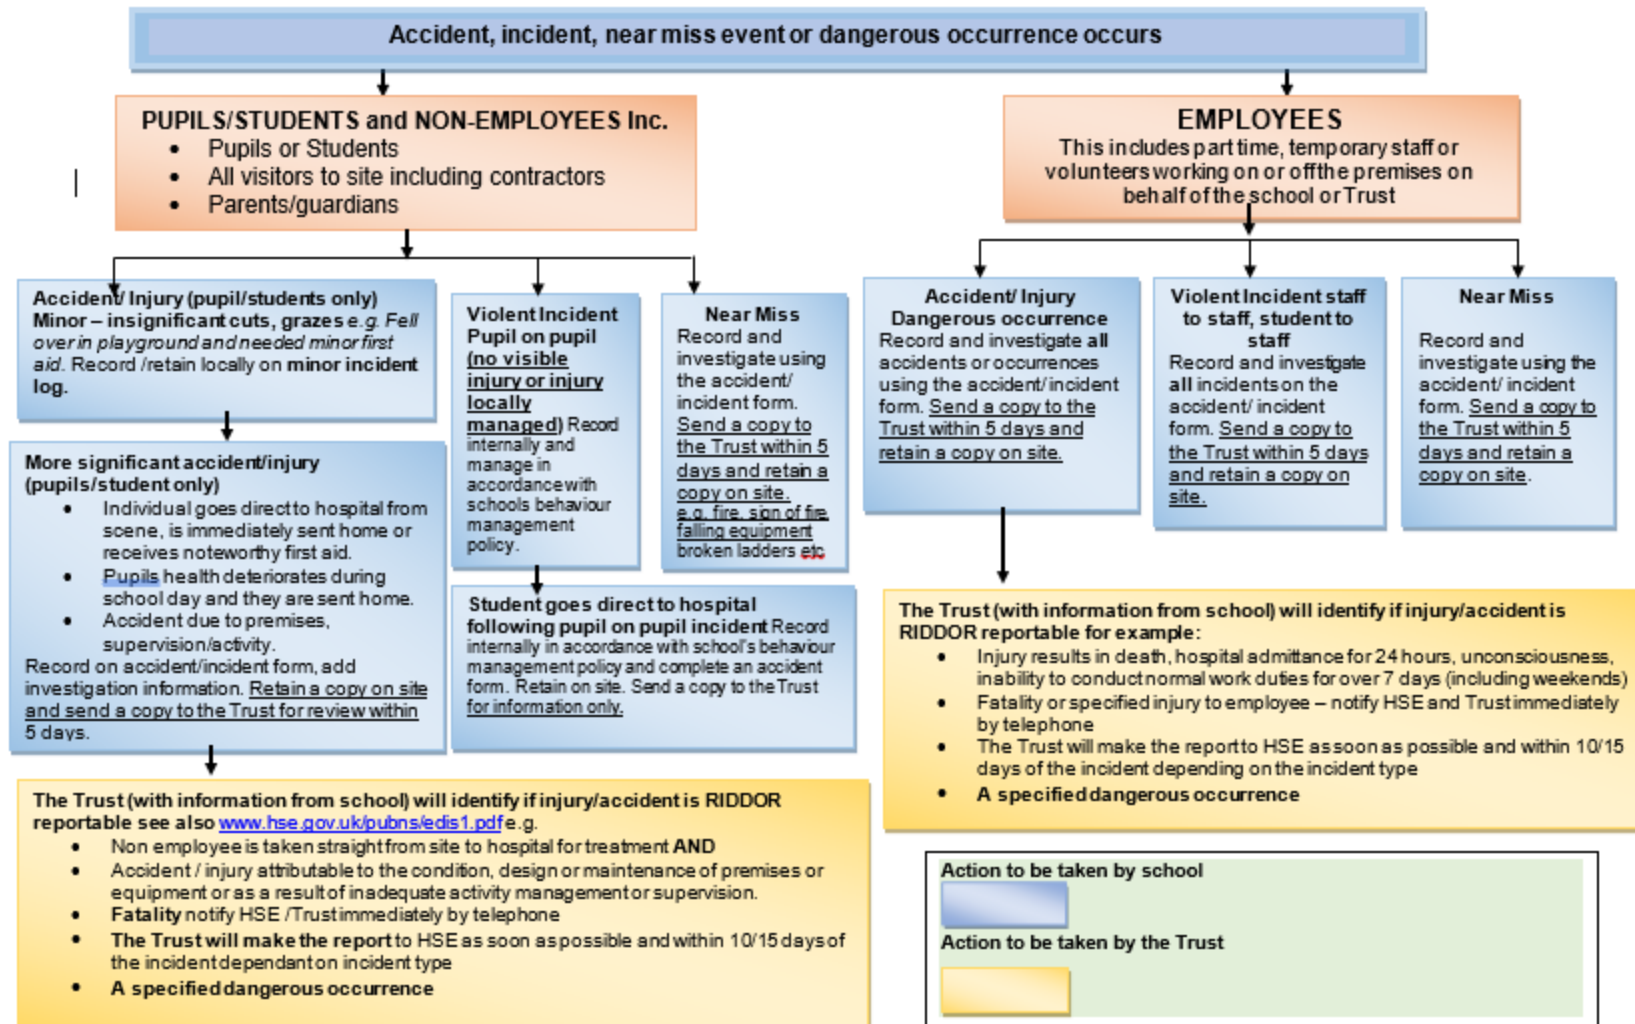 Accident, incident, near miss event or dangerous occurrence occurs
PUPILS/STUDENTS and NON-EMPLOYEES Inc.
• Pupils or Students
• All visitors to site including contractors
• Parents/guardians
EMPLOYEES
This includes part time, temporary staff or
volunteers working on or off the premises on
behalf of the school or Trust
Accident/ Injury (pupil/students only)
Minor – insignificant cuts, grazes e.g. Fell
over in playground and needed minor first
aid. Record /retain locally on minor incident
log.
More significant accident/injury
(pupils/student only)
• Individual goes direct to hospital from
scene, is immediately sent home or
receives noteworthy first aid.
• Pupils health deteriorates during
school day and they are sent home.
• Accident due to premises,
supervision/activity.
Record on accident/incident form, add
investigation information. Retain a copy on site
and send a copy to the Trust for review within
5 days.
Violent Incident
Pupil on pupil
(no visible
injury or injury
locally
managed) Record
internally and
manage in
accordance with
schools behaviour
management
policy.
Near Miss
Record and
investigate using
the accident/
incident form.
Send a copy to
the Trust within 5
days and retain a
copy on site.
e.g. fire, sign of fire
falling equipment
broken ladders etc
Student goes direct to hospital
following pupil on pupil incident Record
internally in accordance with school's behaviour
management policy and complete an accident
form. Retain on site. Send a copy to the Trust
for information only.
The Trust (with information from school) will identify if injury/accident is RIDDOR
reportable see also www.hse.gov.uk/pubns/edis1.pdf e.g.
• Non employee is taken straight from site to hospital for treatment AND
• Accident / injury attributable to the condition, design or maintenance of premises or
equipment or as a result of inadequate activity management or supervision.
• Fatality notify HSE /Trust immediately by telephone
• The Trust will make the report to HSE as soon as possible and within 10/15 days of
the incident dependant on incident type
• A specified dangerous occurrence
Accident/ Injury
Dangerous occurrence
Record and investigate all
accidents or occurrences
using the accident/ incident
form. Send a copy to the
Trust within 5 days and
retain a copy on site.
Violent Incident staff
to staff, student to
staff
Record and investigate
all incidents on the
accident/ incident
form. Send a copy to
the Trust within 5 days
and retain a copy on
site.
Near Miss
Record and
investigate using the
accident/ incident
form. Send a copy to
the Trust within 5
days and retain a
copy on site.
The Trust (with information from school) will identify if injury/accident is
RIDDOR reportable for example:
• Injury results in death, hospital admittance for 24 hours, unconsciousness,
inability to conduct normal work duties for over 7 days (including weekends)
• Fatality or specified injury to employee – notify HSE and Trust immediately
by telephone
• The Trust will make the report to HSE as soon as possible and within 10/15
days of the incident depending on the incident type
• A specified dangerous occurrence
Action to be taken by school
Action to be taken by the Trust